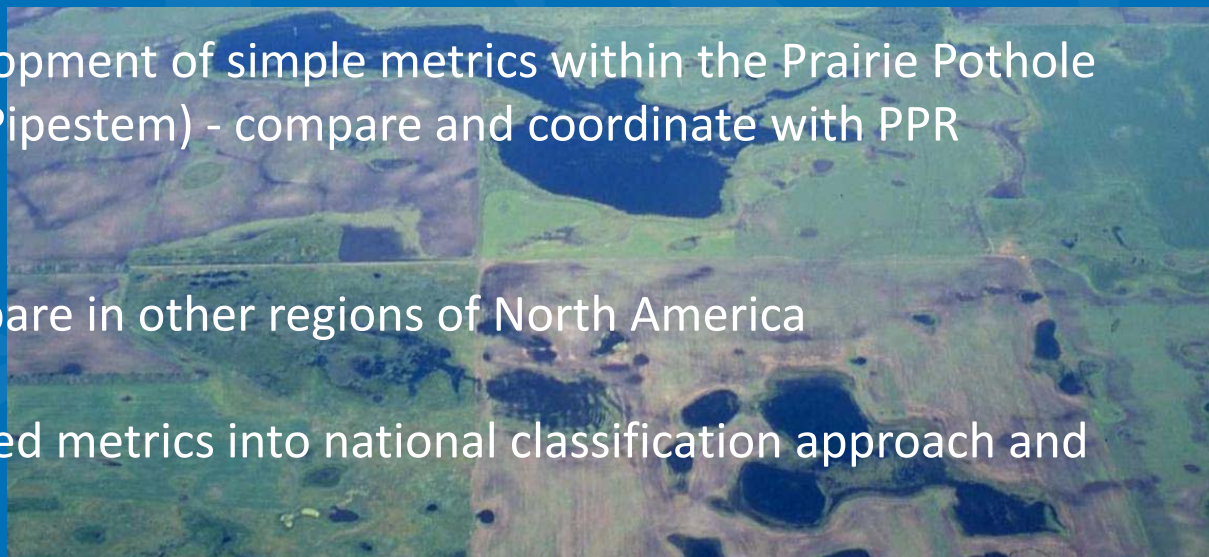 opment of simple metrics within the Prairie Pothole
Pipestem) - compare and coordinate with PPR
are in other regions of North America
ed metrics into national classification approach and